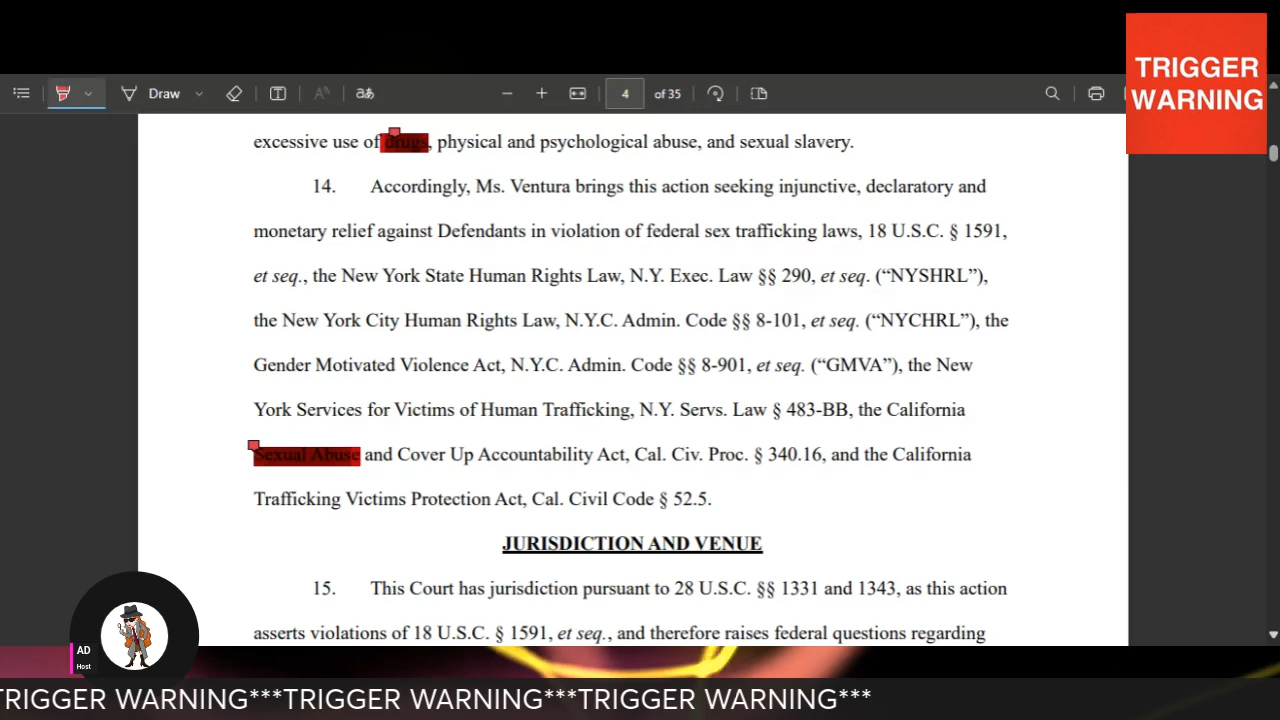 TRIGGER
WARNING
Draw
4 of 35
excessive use of drugs, physical and psychological abuse, and sexual slavery.
14. Accordingly, Ms. Ventura brings this action seeking injunctive, declaratory and
monetary relief against Defendants in violation of federal sex trafficking laws, 18 U.S.C. § 1591,
et seq., the New York State Human Rights Law, N.Y. Exec. Law §§ 290, et seq. (“NYSHRL”),
the New York City Human Rights Law, N.Y.C. Admin. Code §§ 8-101, et seq. (“NYCHRL”), the
Gender Motivated Violence Act, N.Y.C. Admin. Code §§ 8-901, et seq. (“GMVA”), the New
York Services for Victims of Human Trafficking, N.Y. Servs. Law § 483-BB, the California
Sexual Abuse and Cover Up Accountability Act, Cal. Civ. Proc. § 340.16, and the California
Trafficking Victims Protection Act, Cal. Civil Code § 52.5.
JURISDICTION AND VENUE
15. This Court has jurisdiction pursuant to 28 U.S.C. §§ 1331 and 1343, as this action
asserts violations of 18 U.S.C. § 1591, et seq., and therefore raises federal questions regarding
AD
Host
TRIGGER WARNING***TRIGGER WARNING***TRIGGER WARNING***